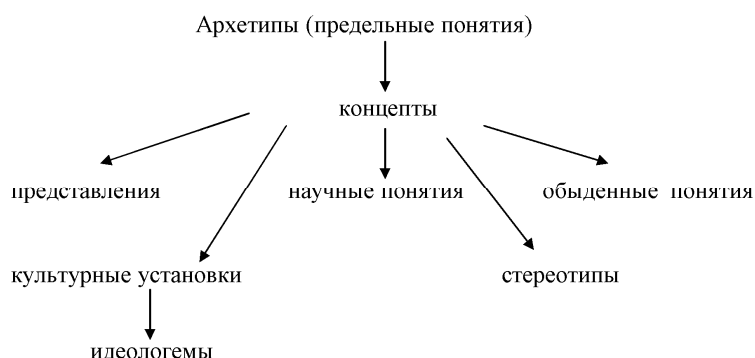 Архетипы (предельные понятия)
концепты
представления научные понятия обыденные понятия
культурные установки стереотипы
идеологемы